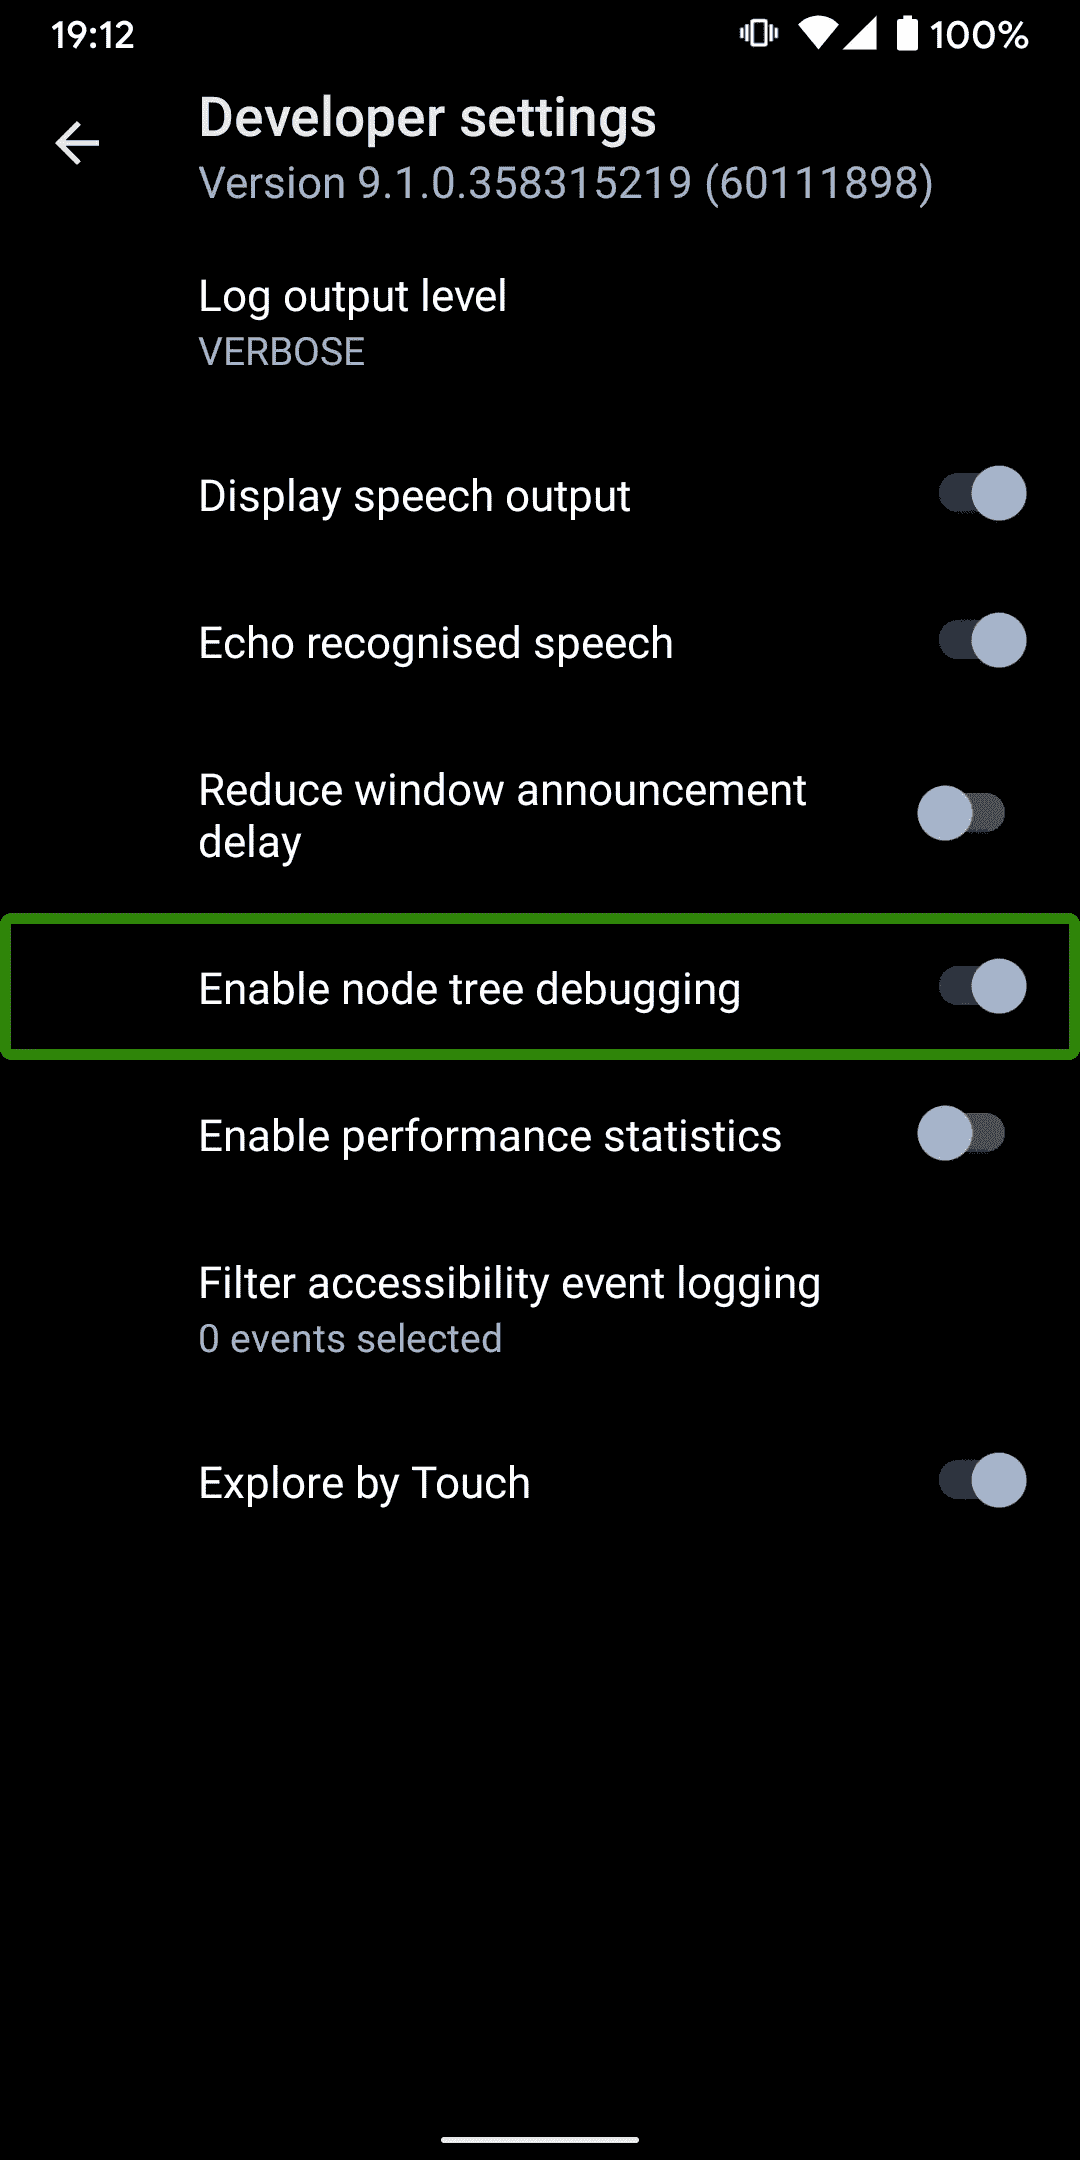 19:12
100%
Developer settings
Version 9.1.0.358315219 (60111898)
Log output level
VERBOSE
Display speech output
Echo recognised speech
Reduce window announcement
delay
Enable node tree debugging
Enable performance statistics
Filter accessibility event logging
0 events selected
Explore by Touch